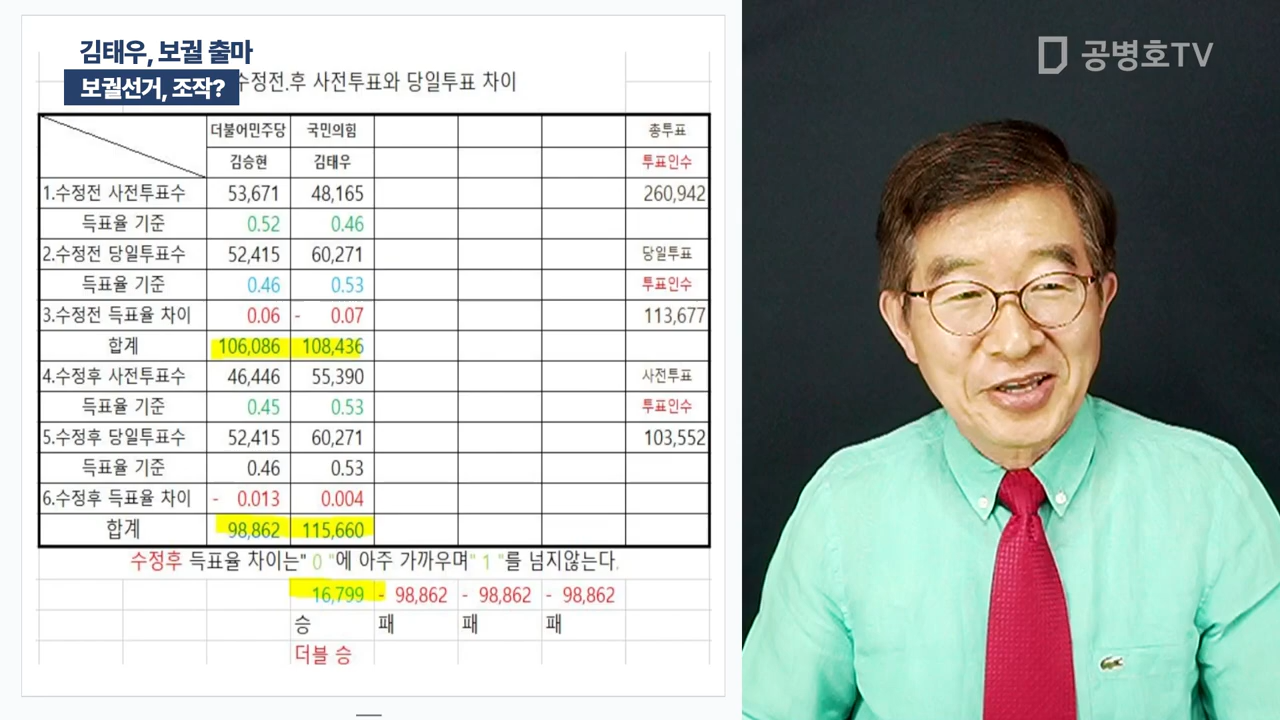 김태우, 보궐 출마
보궐선거, 조작?
수정전.후 사전투표와 당일투표 차이
공병호TV
더불어민주당 국민의힘 총투표
김승현 김태우 투표인수
1.수정전 사전투표수 53,671 48,165 260,942
득표율 기준 0.52 0.46
2.수정전 당일투표수 52,415 60,271 당일투표
득표율 기준 0.46 0.53 투표인수
3.수정전 득표율 차이 0.06 - 0.07 113,677
합계 106,086 108,436
4.수정후 사전투표수 46,446 55,390 사전투표
득표율 기준 0.45 0.53 투표인수
5.수정후 당일투표수 52,415 60,271 103,552
득표율 기준 0.46 0.53
6.수정후 득표율 차이 - 0.013 0.004
합계 98,862 115,660
수정후 득표율 차이는" 0 "에 아주 가까우며" 1 "를 넘지않는다.
16,799 - 98,862 - 98,862 - 98,862
승 패 패 패
더불 승